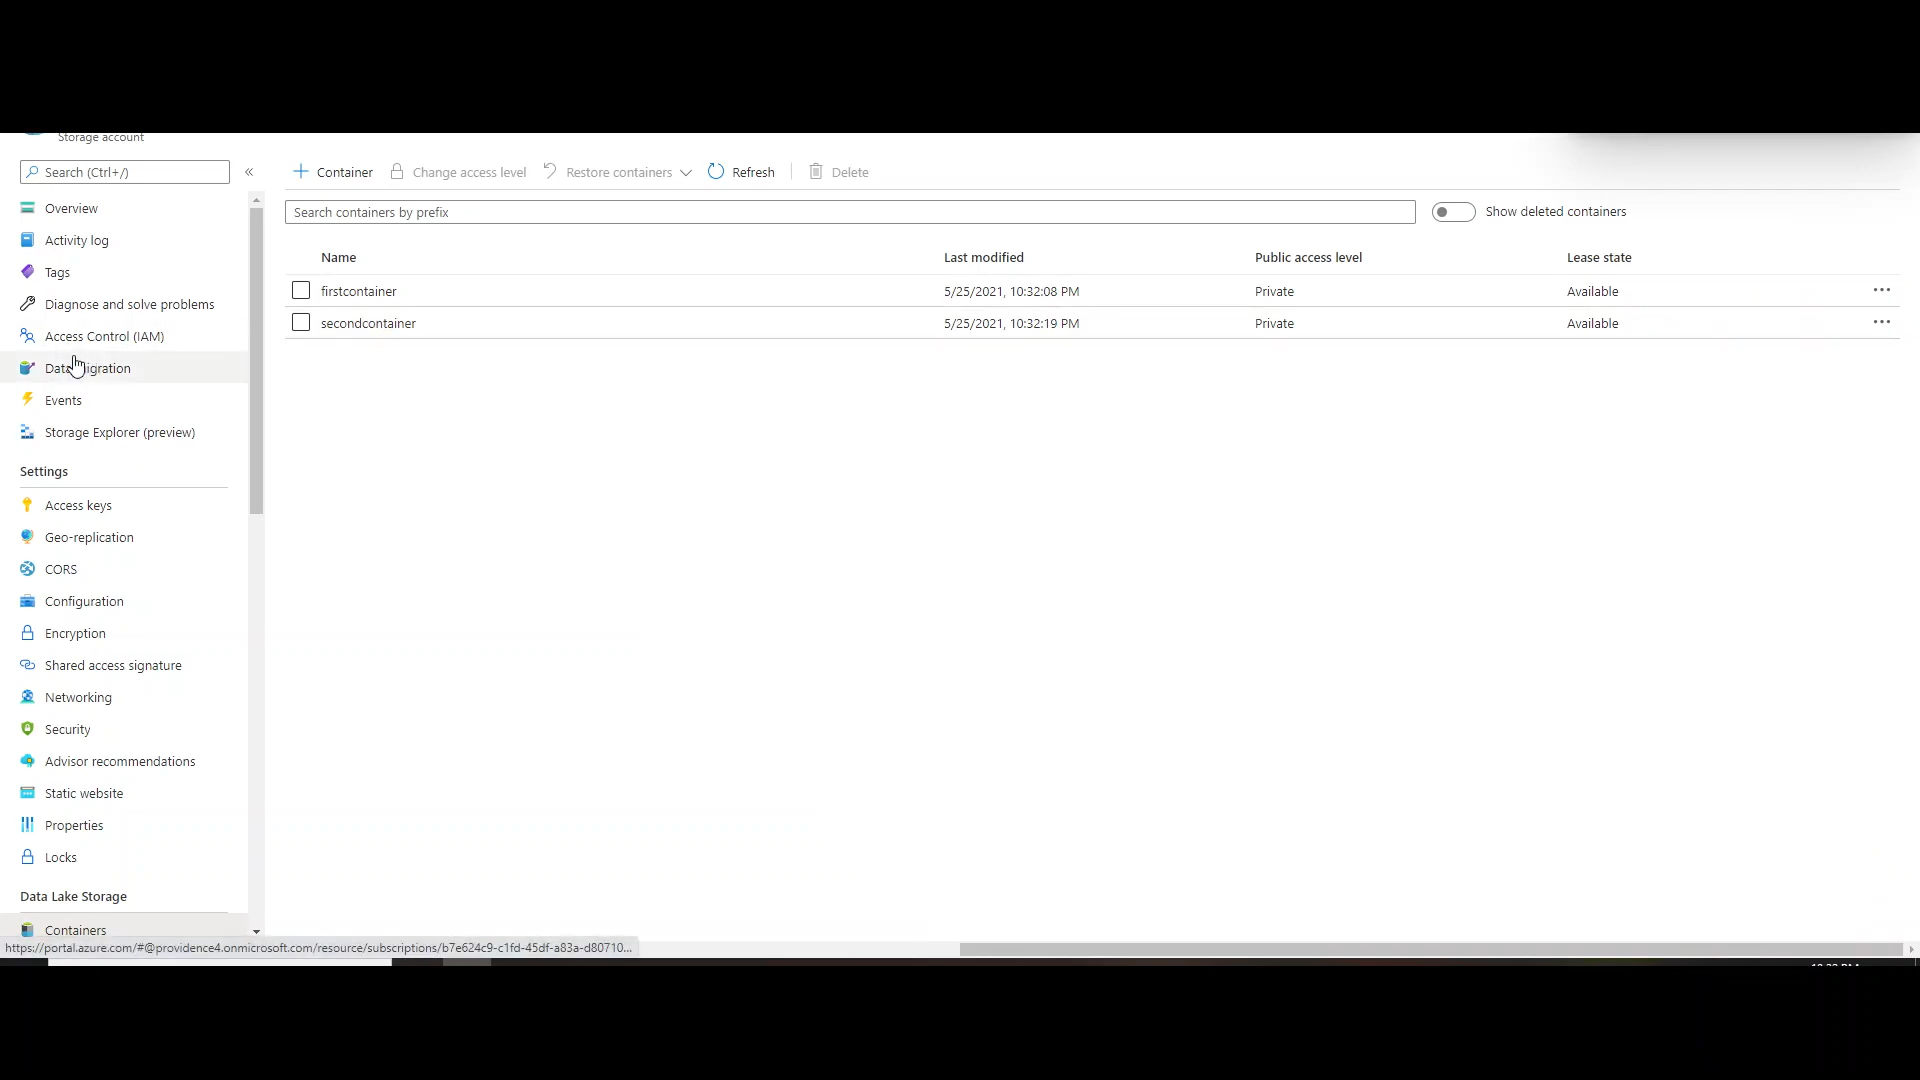 Storage account
Search (Ctrl+/)
«
Container
Change access level
Restore containers
Refresh
Delete
Overview
Search containers by prefix
Show deleted containers
Activity log
Name
Last modified
Public access level
Lease state
Tags
firstcontainer
5/25/2021, 10:32:08 PM
Private
Available
Diagnose and solve problems
secondcontainer
5/25/2021, 10:32:19 PM
Private
Available
Access Control (IAM)
Data migration
Events
Storage Explorer (preview)
Settings
Access keys
Geo-replication
CORS
Configuration
Encryption
Shared access signature
Networking
Security
Advisor recommendations
Static website
Properties
Locks
Data Lake Storage
Containers
https://portal.azure.com/#@providence4.onmicrosoft.com/resource/subscriptions/b7e624c9-c1fd-45df-a83a-d80710...